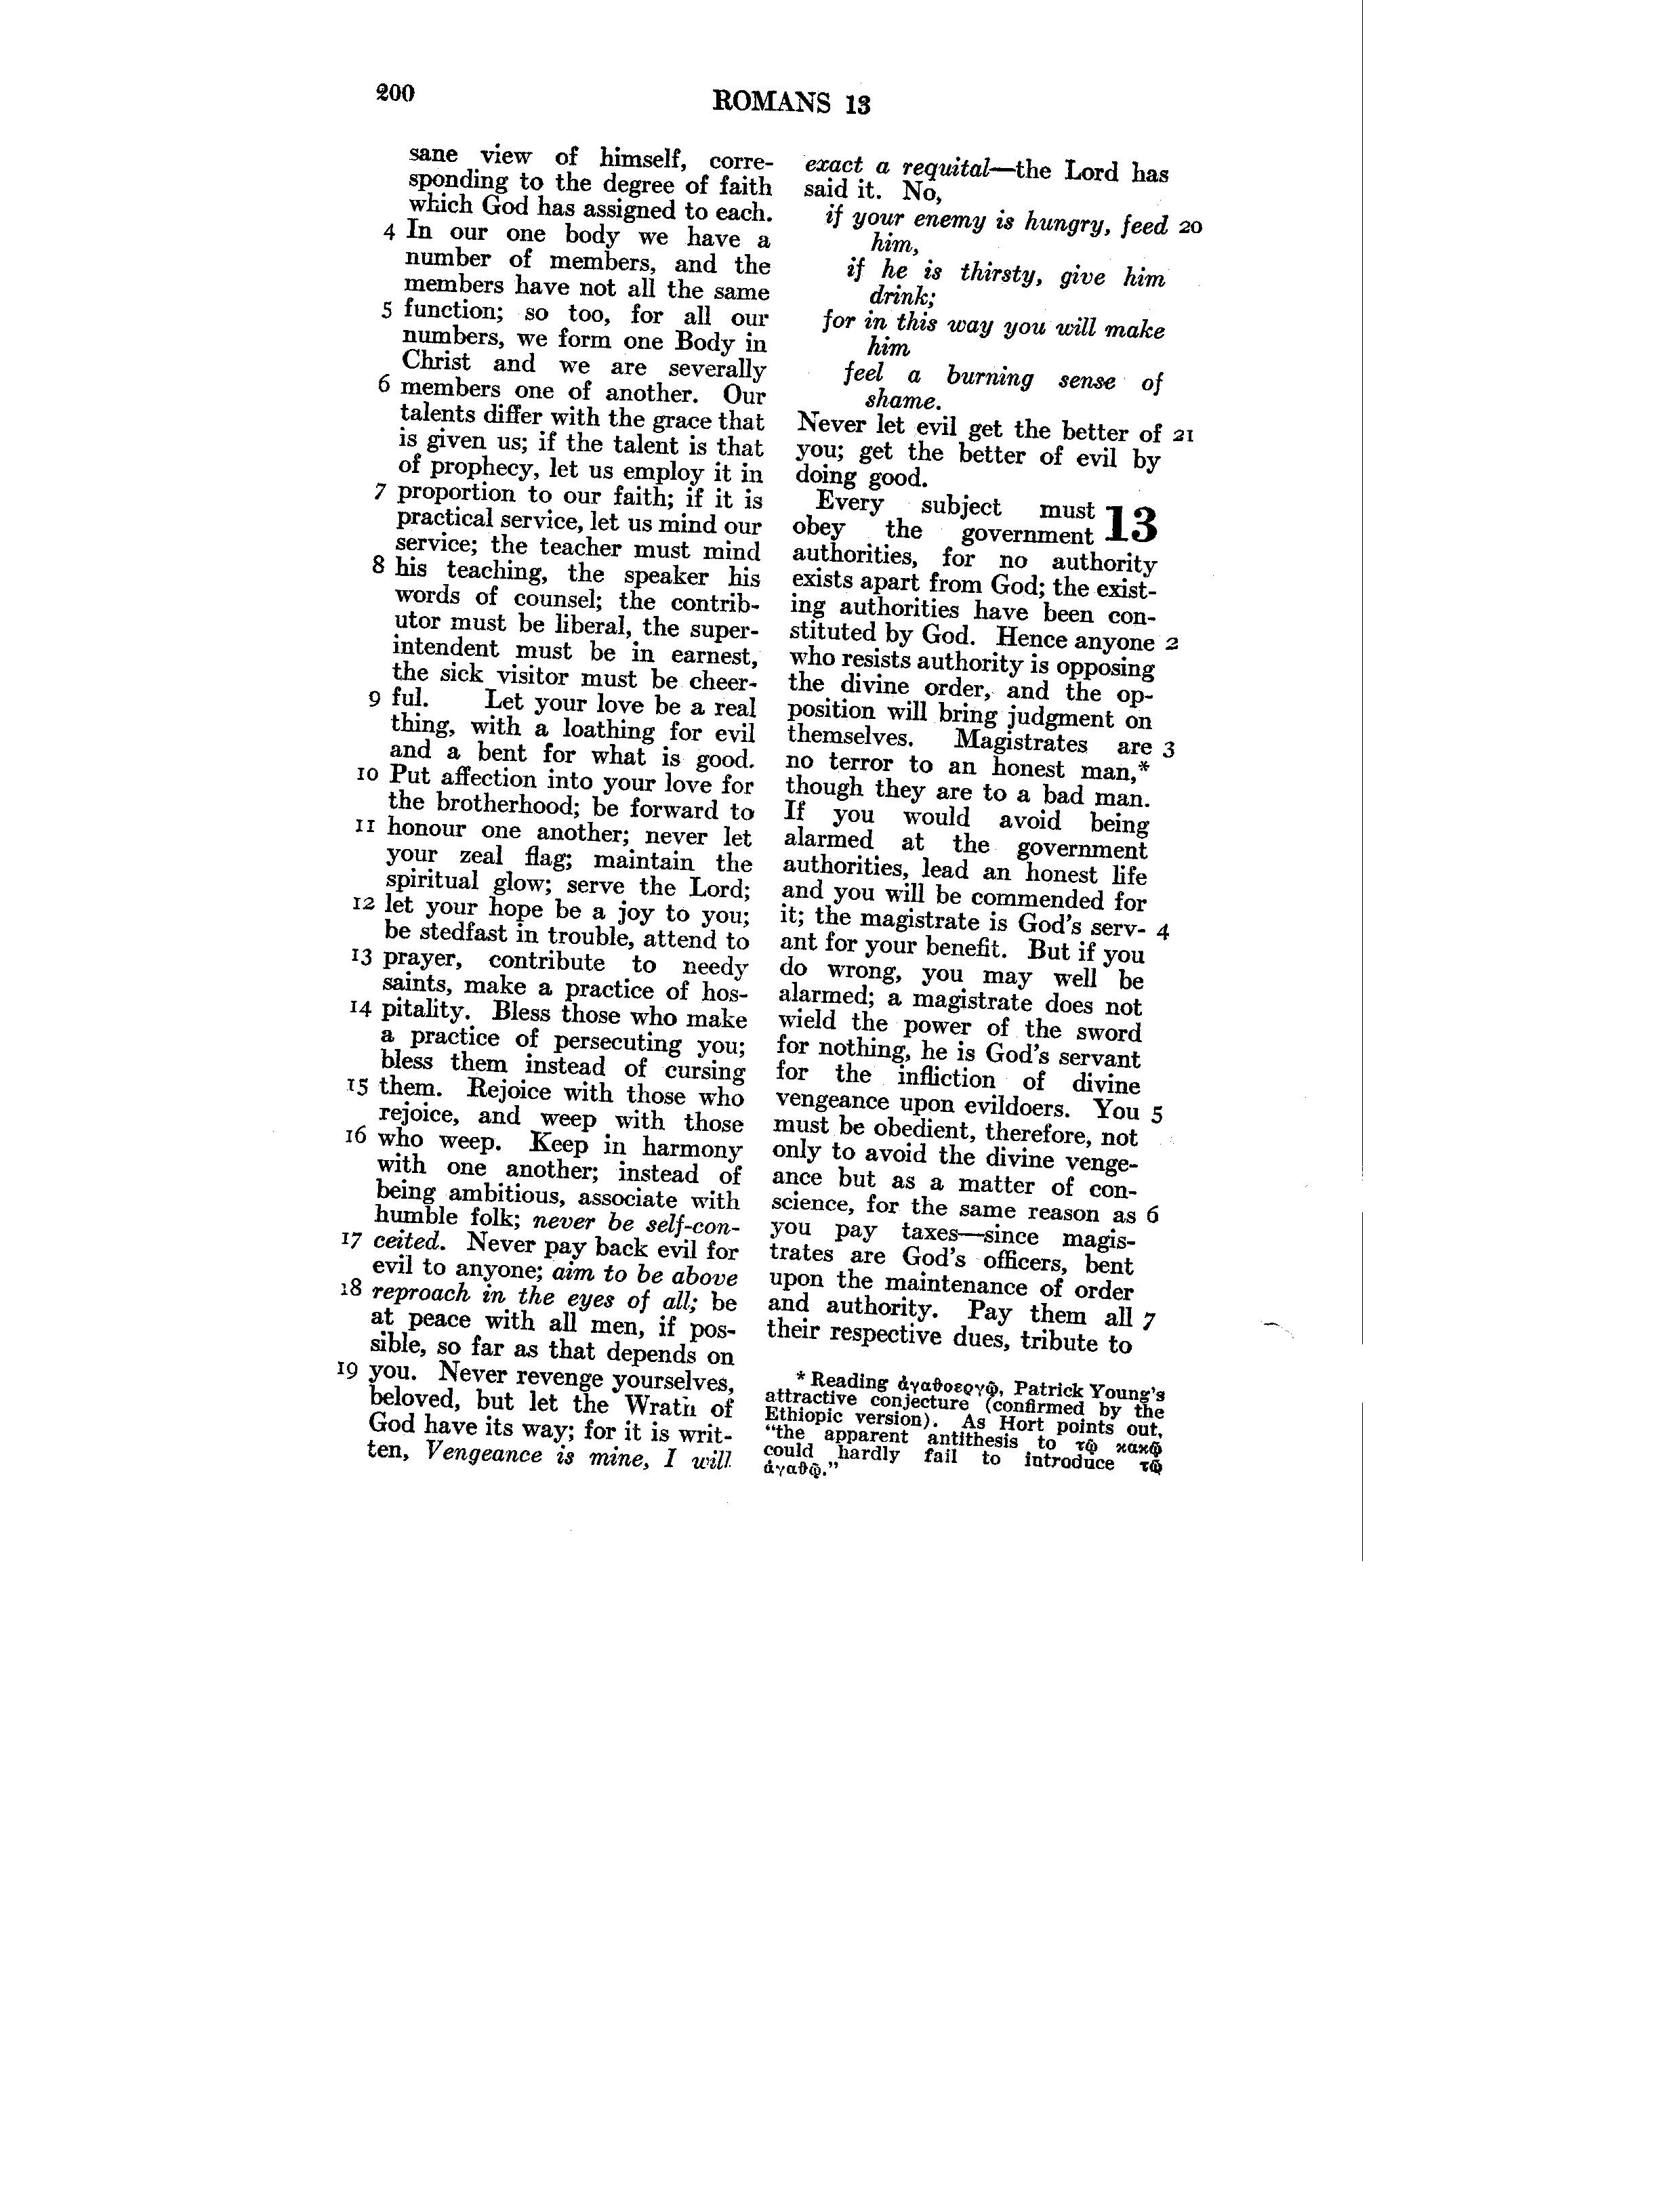 200
ROMANS 13
sane view of himself, corre-
sponding to the degree of faith
which God has assigned to each.
4 In our one body we have a
number of members, and the
members have not all the same
5 function; so too, for all our
numbers, we form one Body in
Christ and we are severally
6 members one of another. Our
talents differ with the grace that
is given us; if the talent is that
of prophecy, let us employ it in
7 proportion to our faith; if it is
practical service, let us mind our
service; the teacher must mind
8 his teaching, the speaker his
words of counsel; the contrib-
utor must be liberal, the super-
intendent must be in earnest,
the sick visitor must be cheer-
9 ful. Let your love be a real
thing, with a loathing for evil
and a bent for what is good.
10 Put affection into your love for
the brotherhood; be forward to
11 honour one another; never let
your zeal flag; maintain the
spiritual glow; serve the Lord;
12 let your hope be a joy to you;
be stedfast in trouble, attend to
13 prayer, contribute to needy
saints, make a practice of hos-
14 pitality. Bless those who make
a practice of persecuting you;
bless them instead of cursing
15 them. Rejoice with those who
rejoice, and weep with those
16 who weep. Keep in harmony
with one another; instead of
being ambitious, associate with
humble folk; never be self-con-
17 ceited. Never pay back evil for
evil to anyone; aim to be above
18 reproach in the eyes of all; be
at peace with all men, if pos-
sible, so far as that depends on
19 you. Never revenge yourselves,
beloved, but let the Wrath of
God have its way; for it is writ-
ten, Vengeance is mine, I will
exact a requital—the Lord has
said it. No,
if your enemy is hungry, feed 20
him,
if he is thirsty, give him
drink;
for in this way you will make
him
feel a burning sense of
shame.
Never let evil get the better of 21
you; get the better of evil by
doing good.
Every subject must 13
obey the government
authorities, for no authority
exists apart from God; the exist-
ing authorities have been con-
stituted by God. Hence anyone 2
who resists authority is opposing
the divine order, and the op-
position will bring judgment on
themselves. Magistrates are 3
no terror to an honest man,*
though they are to a bad man.
If you would avoid being
alarmed at the government
authorities, lead an honest life
and you will be commended for
it; the magistrate is God's serv- 4
ant for your benefit. But if you
do wrong, you may well be
alarmed; a magistrate does not
wield the power of the sword
for nothing, he is God's servant
for the infliction of divine
vengeance upon evildoers. You 5
must be obedient, therefore, not
only to avoid the divine venge-
ance but as a matter of con-
science, for the same reason as 6
you pay taxes—since magis-
trates are God's officers, bent
upon the maintenance of order
and authority. Pay them all 7
their respective dues, tribute to
* Reading ἀγαθοεργῷ, Patrick Young's
attractive conjecture (confirmed by the
Ethiopic version). As Hort points out,
"the apparent antithesis to τῷ κακῷ
could hardly fail to introduce τῷ
ἀγαθῷ."